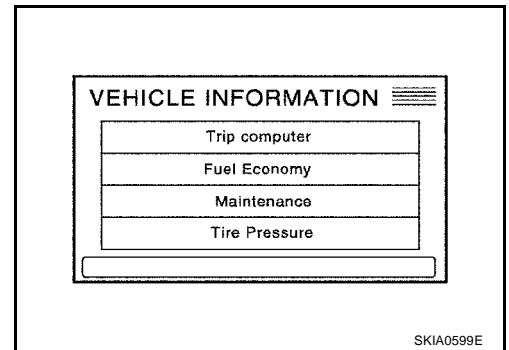 VEHICLE INFORMATION
Trip computer
Fuel Economy
Maintenance
Tire Pressure
SKIA0599E